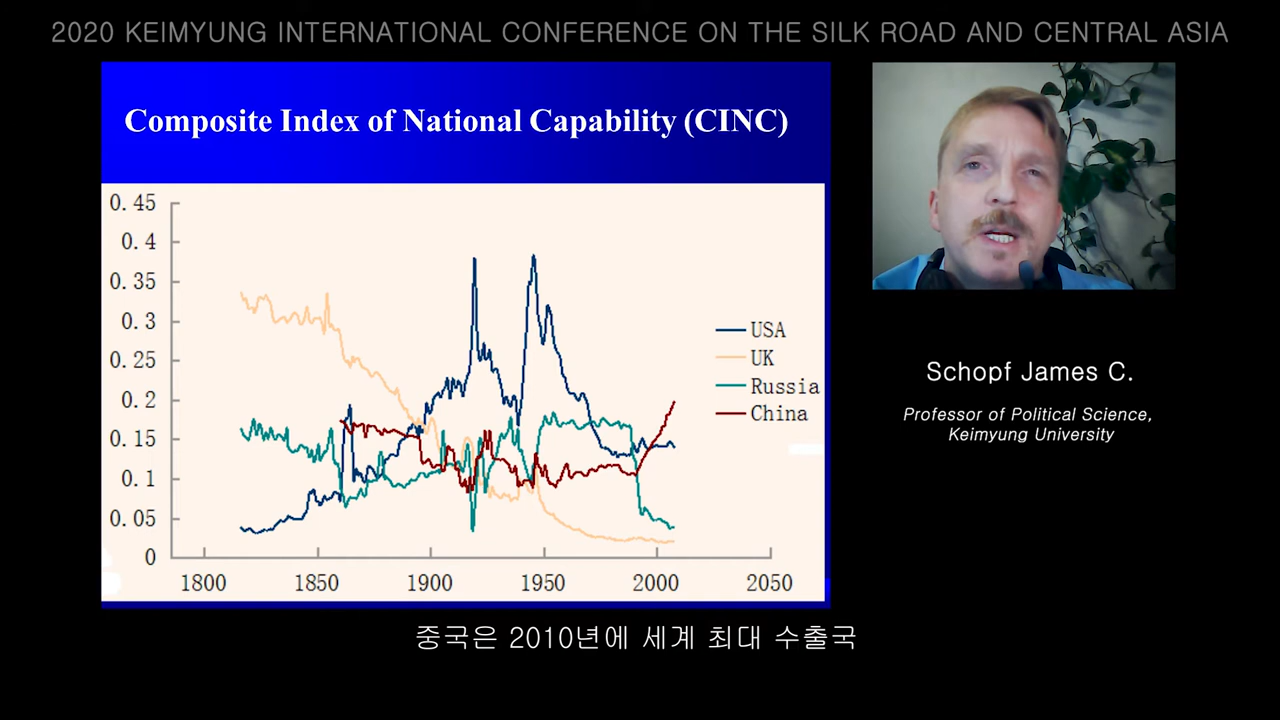 2020 KEIMYUNG INTERNATIONAL CONFERENCE ON THE SILK ROAD AND CENTRAL ASIA
Composite Index of National Capability (CINC)
0.45
0.4
0.35
0.3
0.25
0.2
0.15
0.1
0.05
0
1800 1850 1900 1950 2000 2050
USA
UK
Russia
China
Schopf James C.
Professor of Political Science,
Keimyung University
중국은 2010년에 세계 최대 수출국